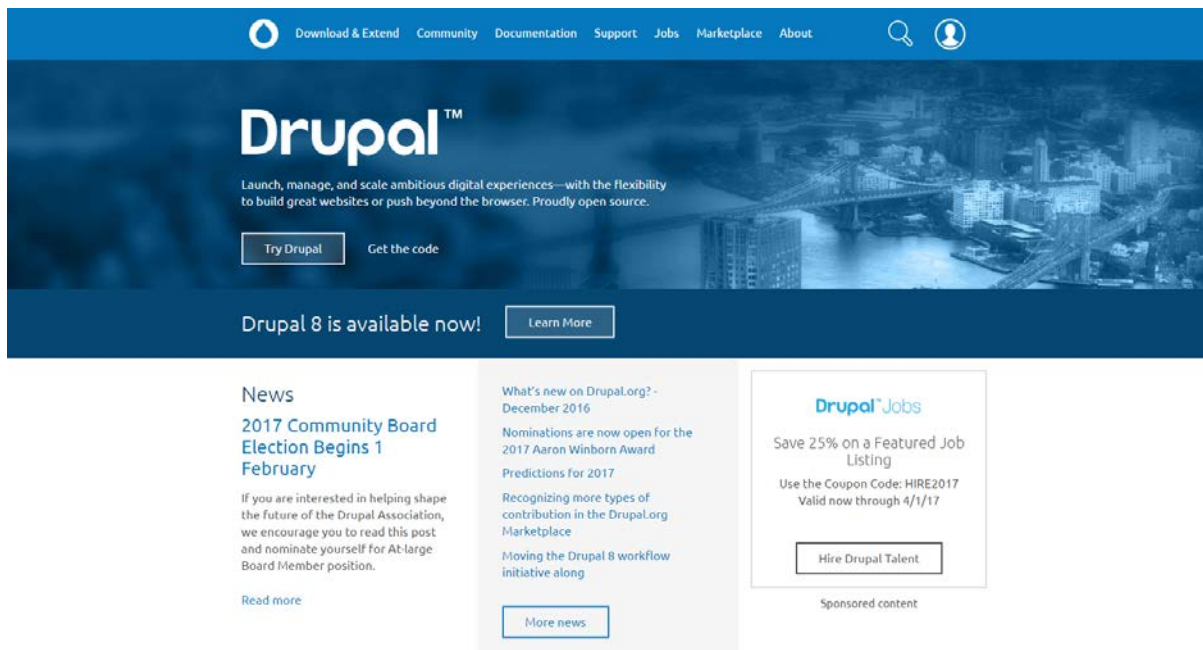 Download & Extend Community Documentation Support Jobs Marketplace About
Drupal™
Launch, manage, and scale ambitious digital experiences—with the flexibility
to build great websites or push beyond the browser. Proudly open source.
Try Drupal Get the code
Drupal 8 is available now! Learn More
News
2017 Community Board
Election Begins 1
February
If you are interested in helping shape
the future of the Drupal Association,
we encourage you to read this post
and nominate yourself for At-large
Board Member position.
Read more
What's new on Drupal.org? -
December 2016
Nominations are now open for the
2017 Aaron Winborn Award
Predictions for 2017
Recognizing more types of
contribution in the Drupal.org
Marketplace
Moving the Drupal 8 workflow
initiative along
More news
Drupal™Jobs
Save 25% on a Featured Job
Listing
Use the Coupon Code: HIRE2017
Valid now through 4/1/17
Hire Drupal Talent
Sponsored content